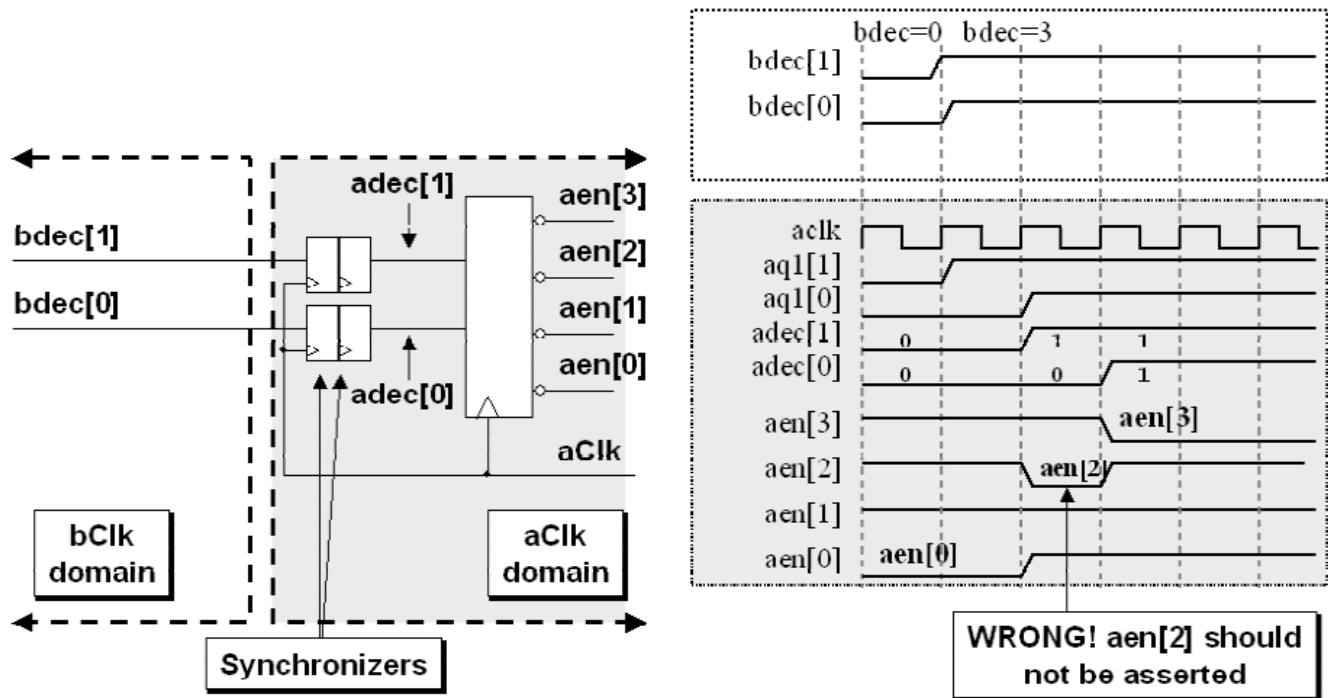 bdec[1]
bdec[0]
adec[1]
adec[0]
aen[3]
aen[2]
aen[1]
aen[0]
aClk
bClk
domain
aClk
domain
Synchronizers
bdec=0 bdec=3
bdec[1]
bdec[0]
aclk
aq1[1]
aq1[0]
adec[1] 0 1 1
adec[0] 0 0 1
aen[3] aen[3]
aen[2] aen[2]
aen[1]
aen[0] aen[0]
WRONG! aen[2] should
not be asserted